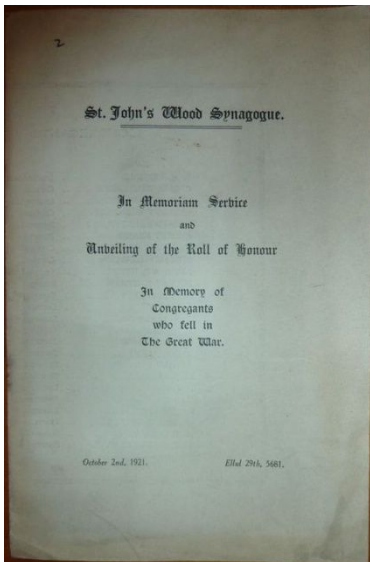 2
St. John's Wood Synagogue.
In Memoriam Service
and
Unveiling of the Roll of Honour
In Memory of
Congregants
who fell in
The Great War.
October 2nd, 1921.
Ellul 29th, 5681.